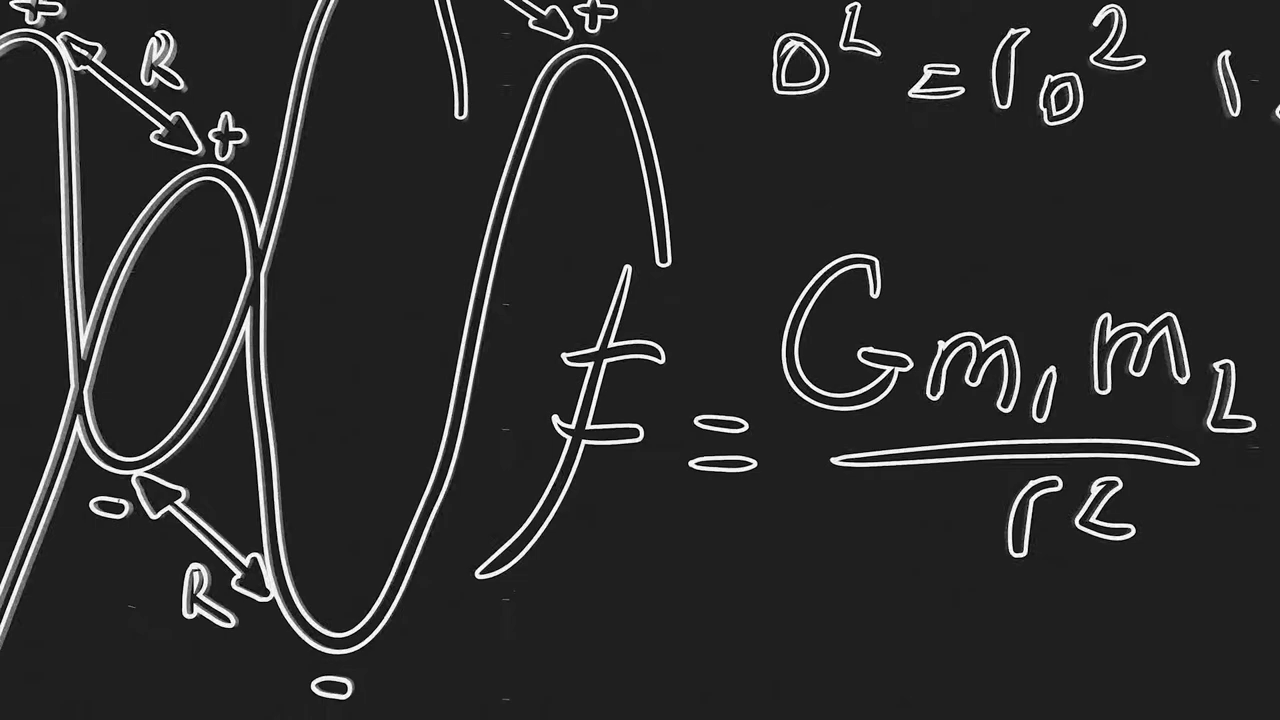 +
R
+
+
-
R
-
F = Gm₁m₂
r²